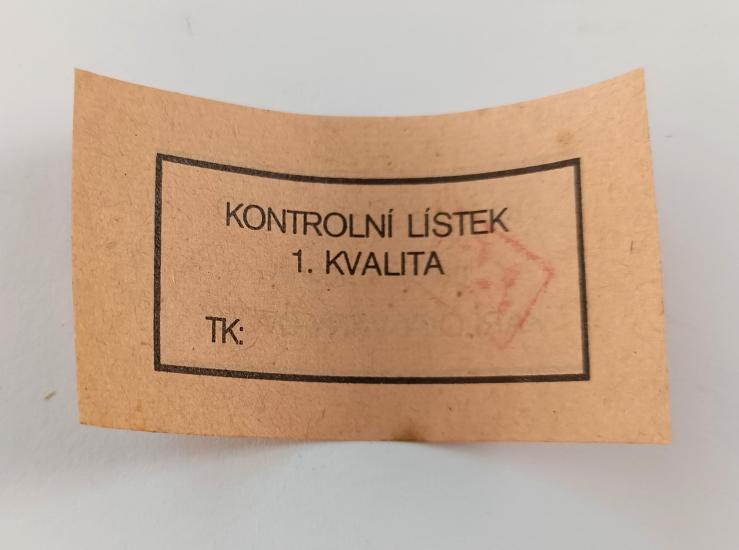 KONTROLNÍ LÍSTEK
1. KVALITA
TK: